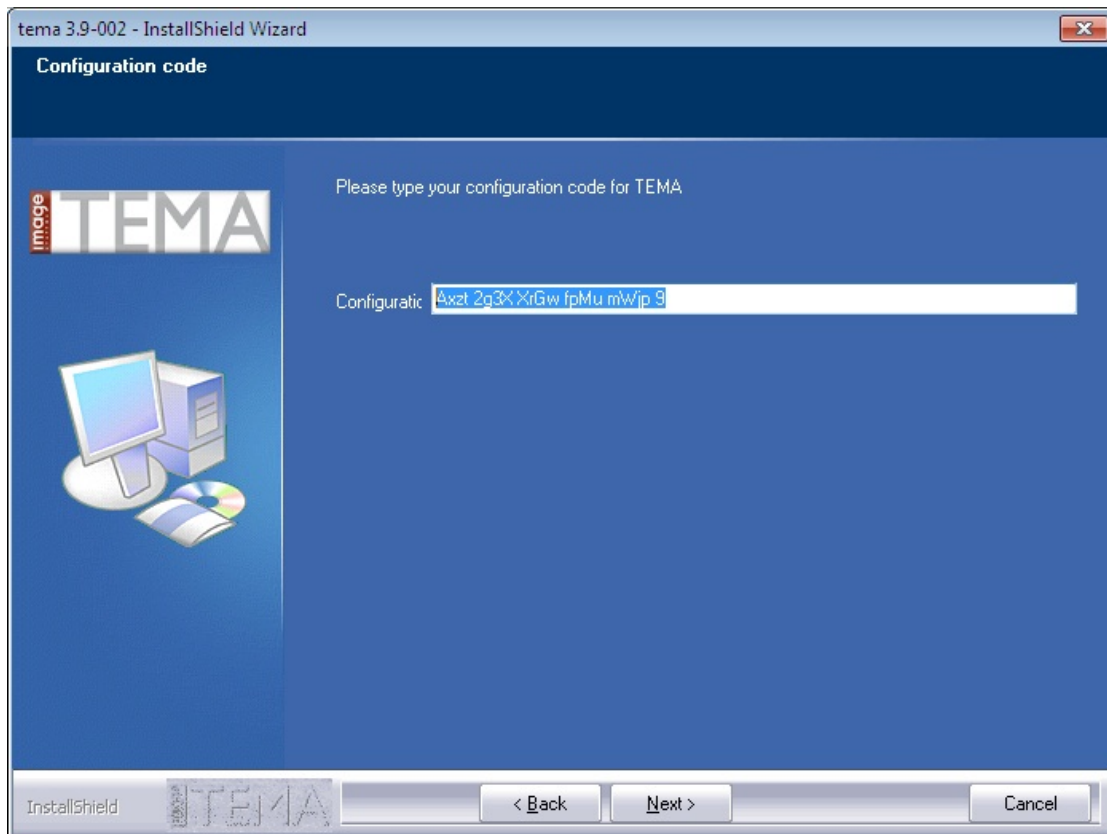 tema 3.9-002 - InstallShield Wizard
Configuration code
image
TEMA
Please type your configuration code for TEMA
Configuratic Axzt 2g3X XrGw fpMu mWjp 9
InstallShield
TEMA
< Back
Next >
Cancel